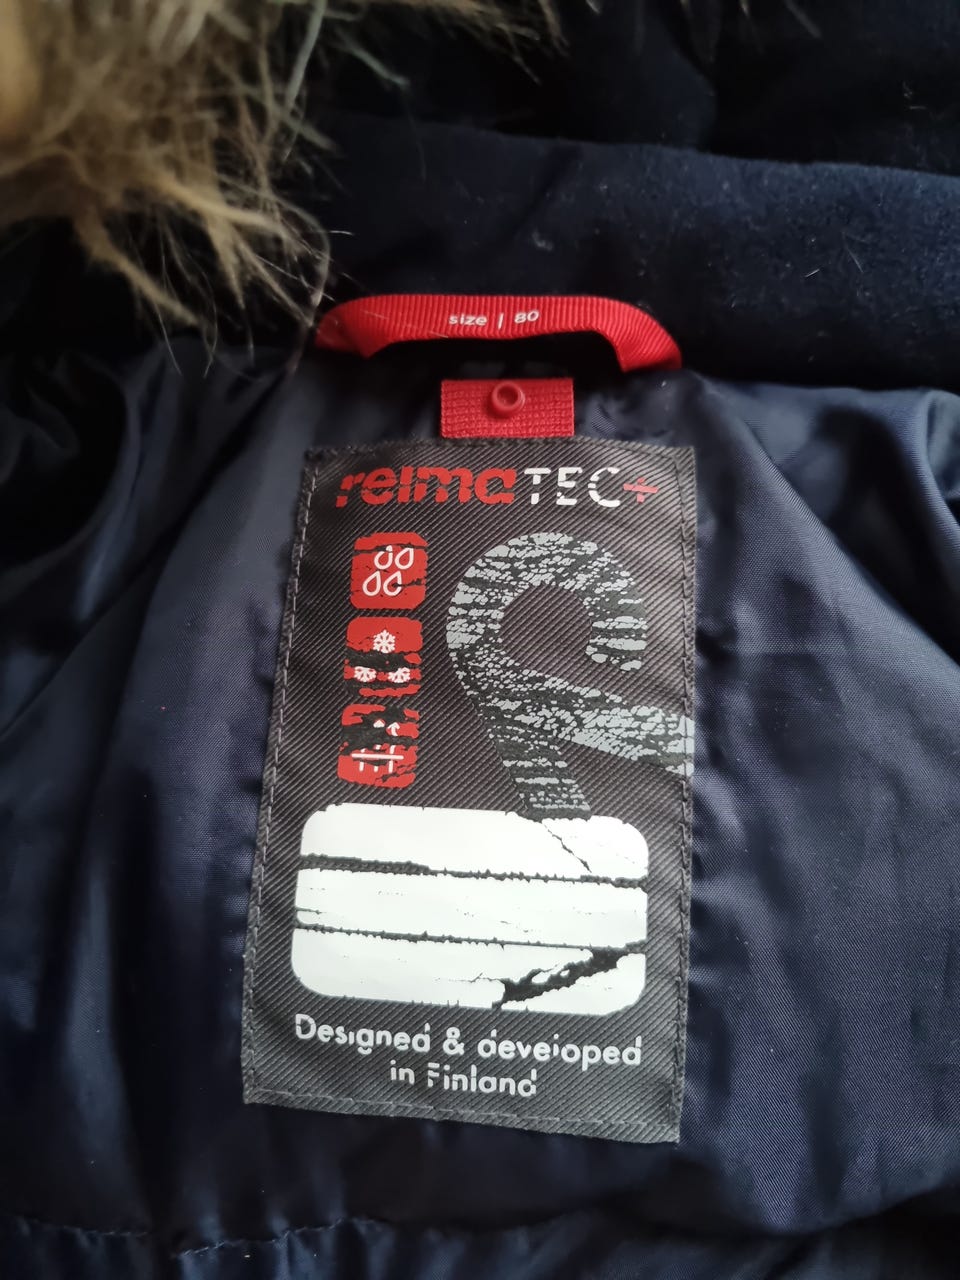 size | 80
reimaTEC+
Designed & developed
in Finland